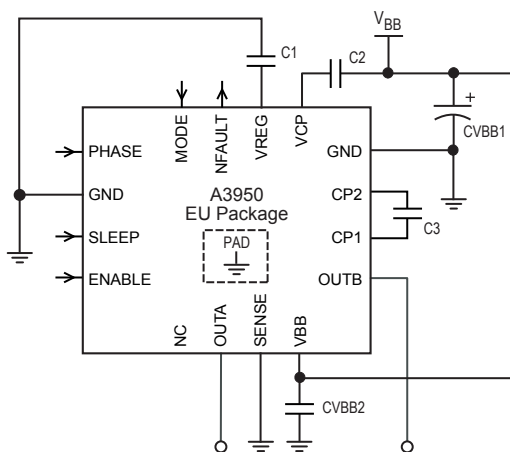 V_BB
C1
C2
CVBB1
+
MODE
NFAULT
VREG
VCP
PHASE
GND
SLEEP
ENABLE
GND
CP2
CP1
OUTB
C3
A3950
EU Package
PAD
NC
OUTA
SENSE
VBB
CVBB2